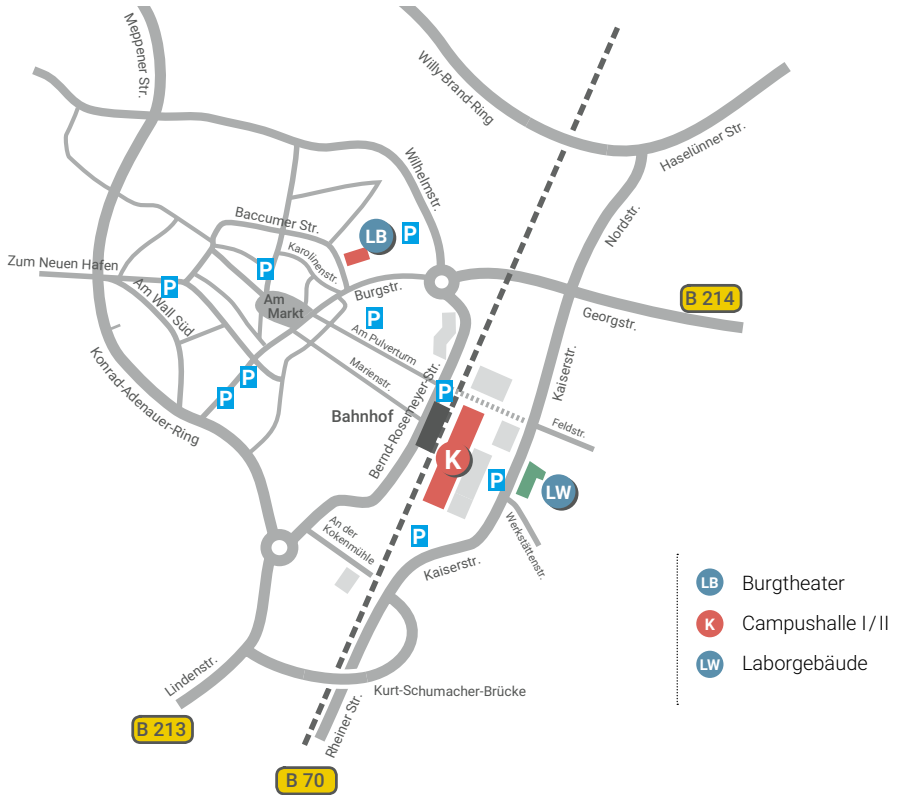 Meppener Str.
Willy-Brand-Ring
Haselünner Str.
Wilhelmstr.
Nordstr.
Baccumer Str.
LB
P
Karolinenstr.
Zum Neuen Hafen
P
P
Am Wall Süd
Am
Markt
Burgstr.
B 214
Georgstr.
P
Am Pulverturm
Marienstr.
Konrad-Adenauer-Ring
P
P
P
Kaiserstr.
Bahnhof
Bernd-Rosemeyer-Str.
Feldstr.
K
P
LW
An der
Kokenmühle
P
Werkstättenstr.
Kaiserstr.
LB Burgtheater
K Campushalle I/II
LW Laborgebäude
Lindenstr.
Kurt-Schumacher-Brücke
Rheiner Str.
B 213
B 70